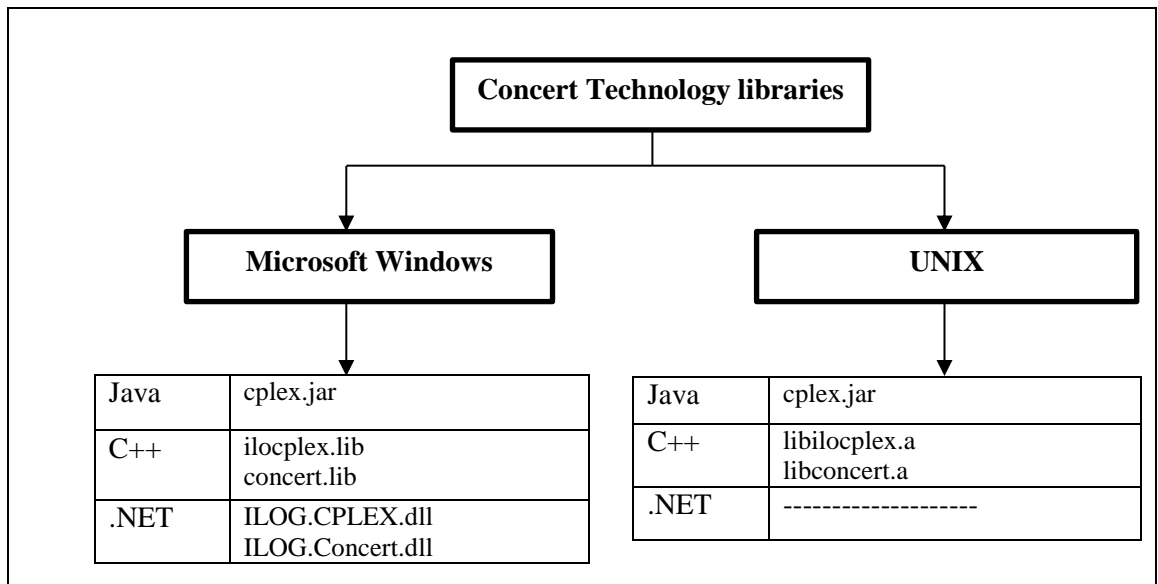 Concert Technology libraries
Microsoft Windows
UNIX
Java cplex.jar
C++ ilocplex.lib
concert.lib
.NET ILOG.CPLEX.dll
ILOG.Concert.dll
Java cplex.jar
C++ libilocplex.a
libconcert.a
.NET --------------------